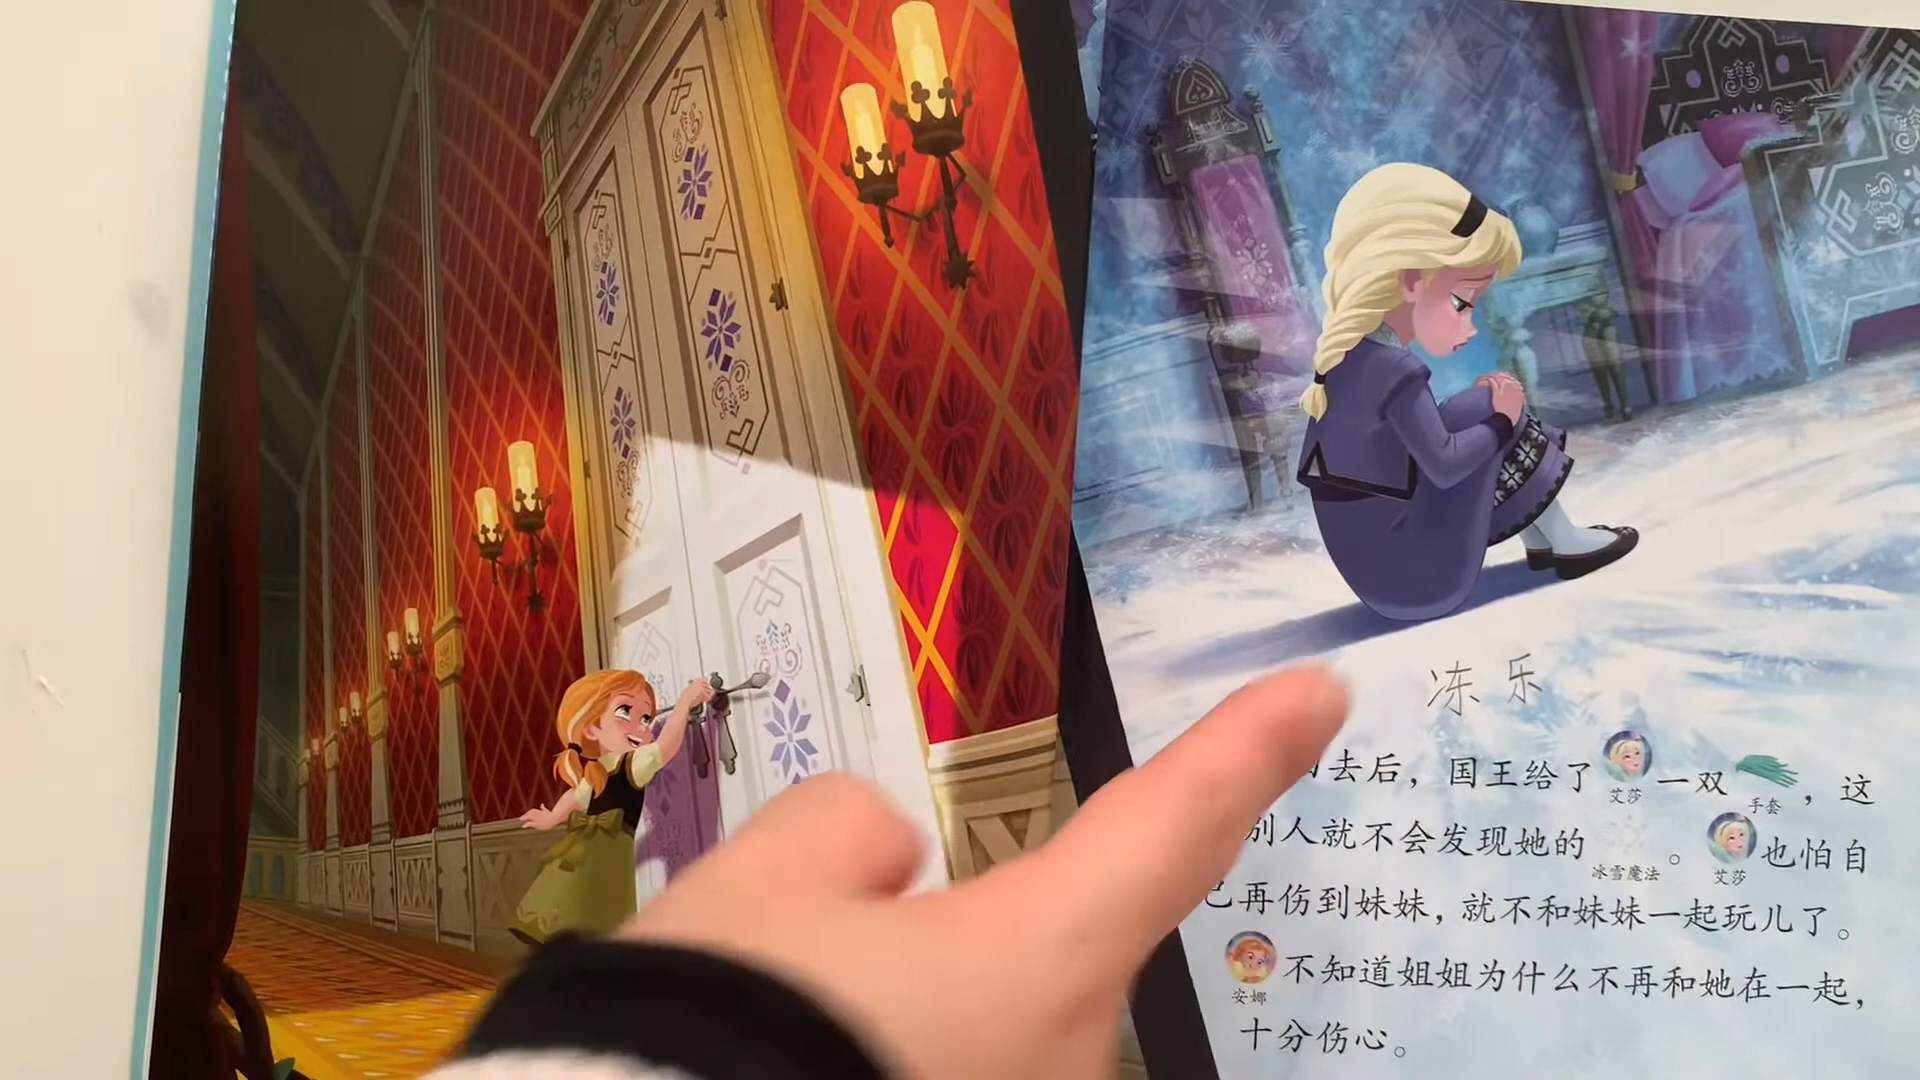 冻 乐
去后，国王给了艾莎一双手套，这
别人就不会发现她的冰雪魔法。艾莎也怕自
己再伤到妹妹，就不和妹妹一起玩儿了。
安娜不知道姐姐为什么不再和她在一起，
十分伤心。